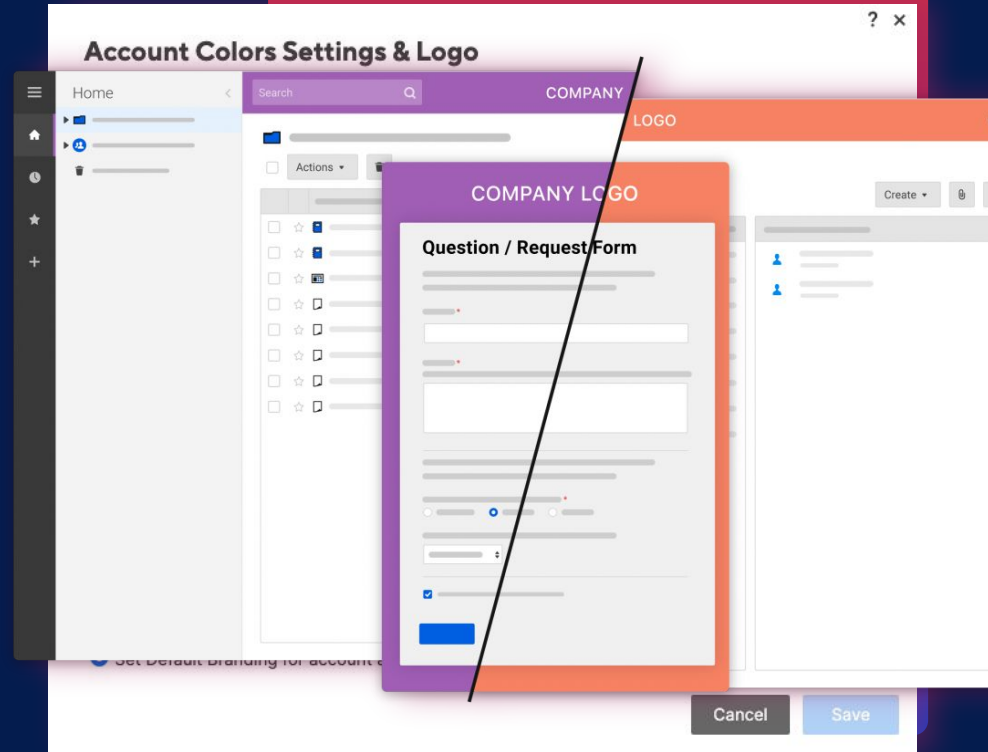 ?
×
Account Colors Settings & Logo
Home
Search
COMPANY
LOGO
Actions
Create
COMPANY LOGO
Question / Request Form
*
*
*
Set Default Branding for account a
Cancel
Save